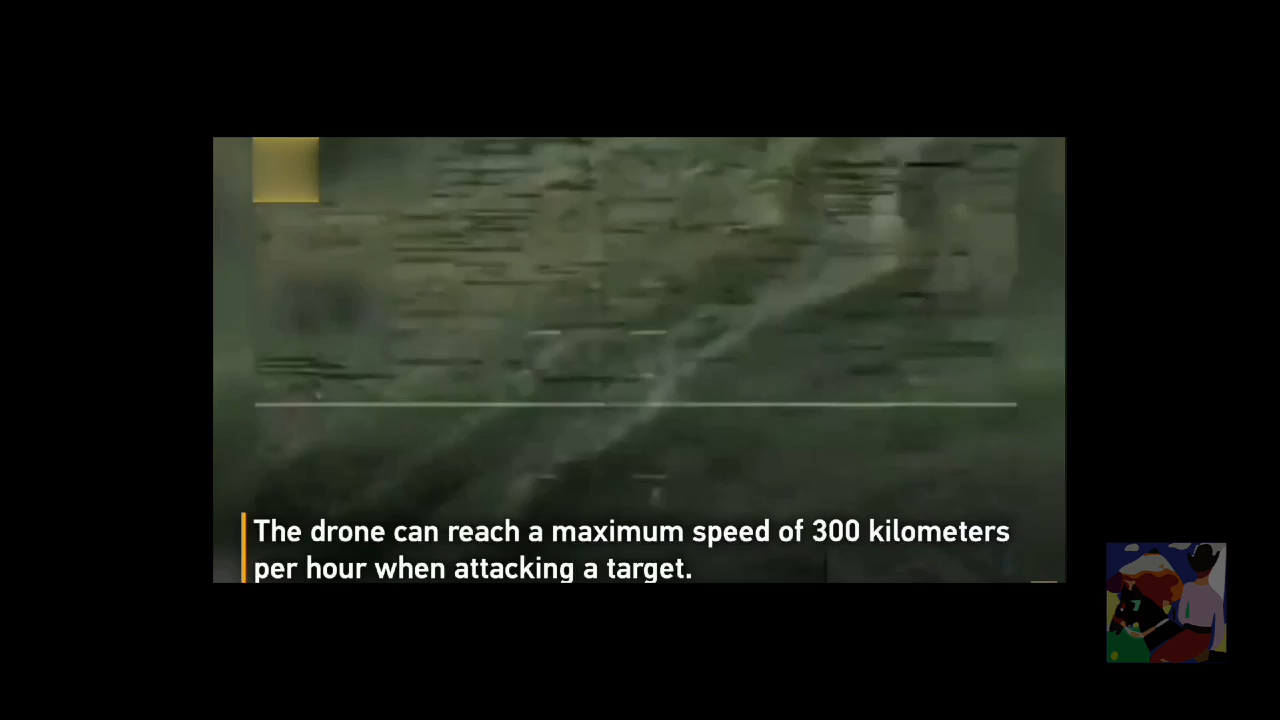 The drone can reach a maximum speed of 300 kilometers
per hour when attacking a target.